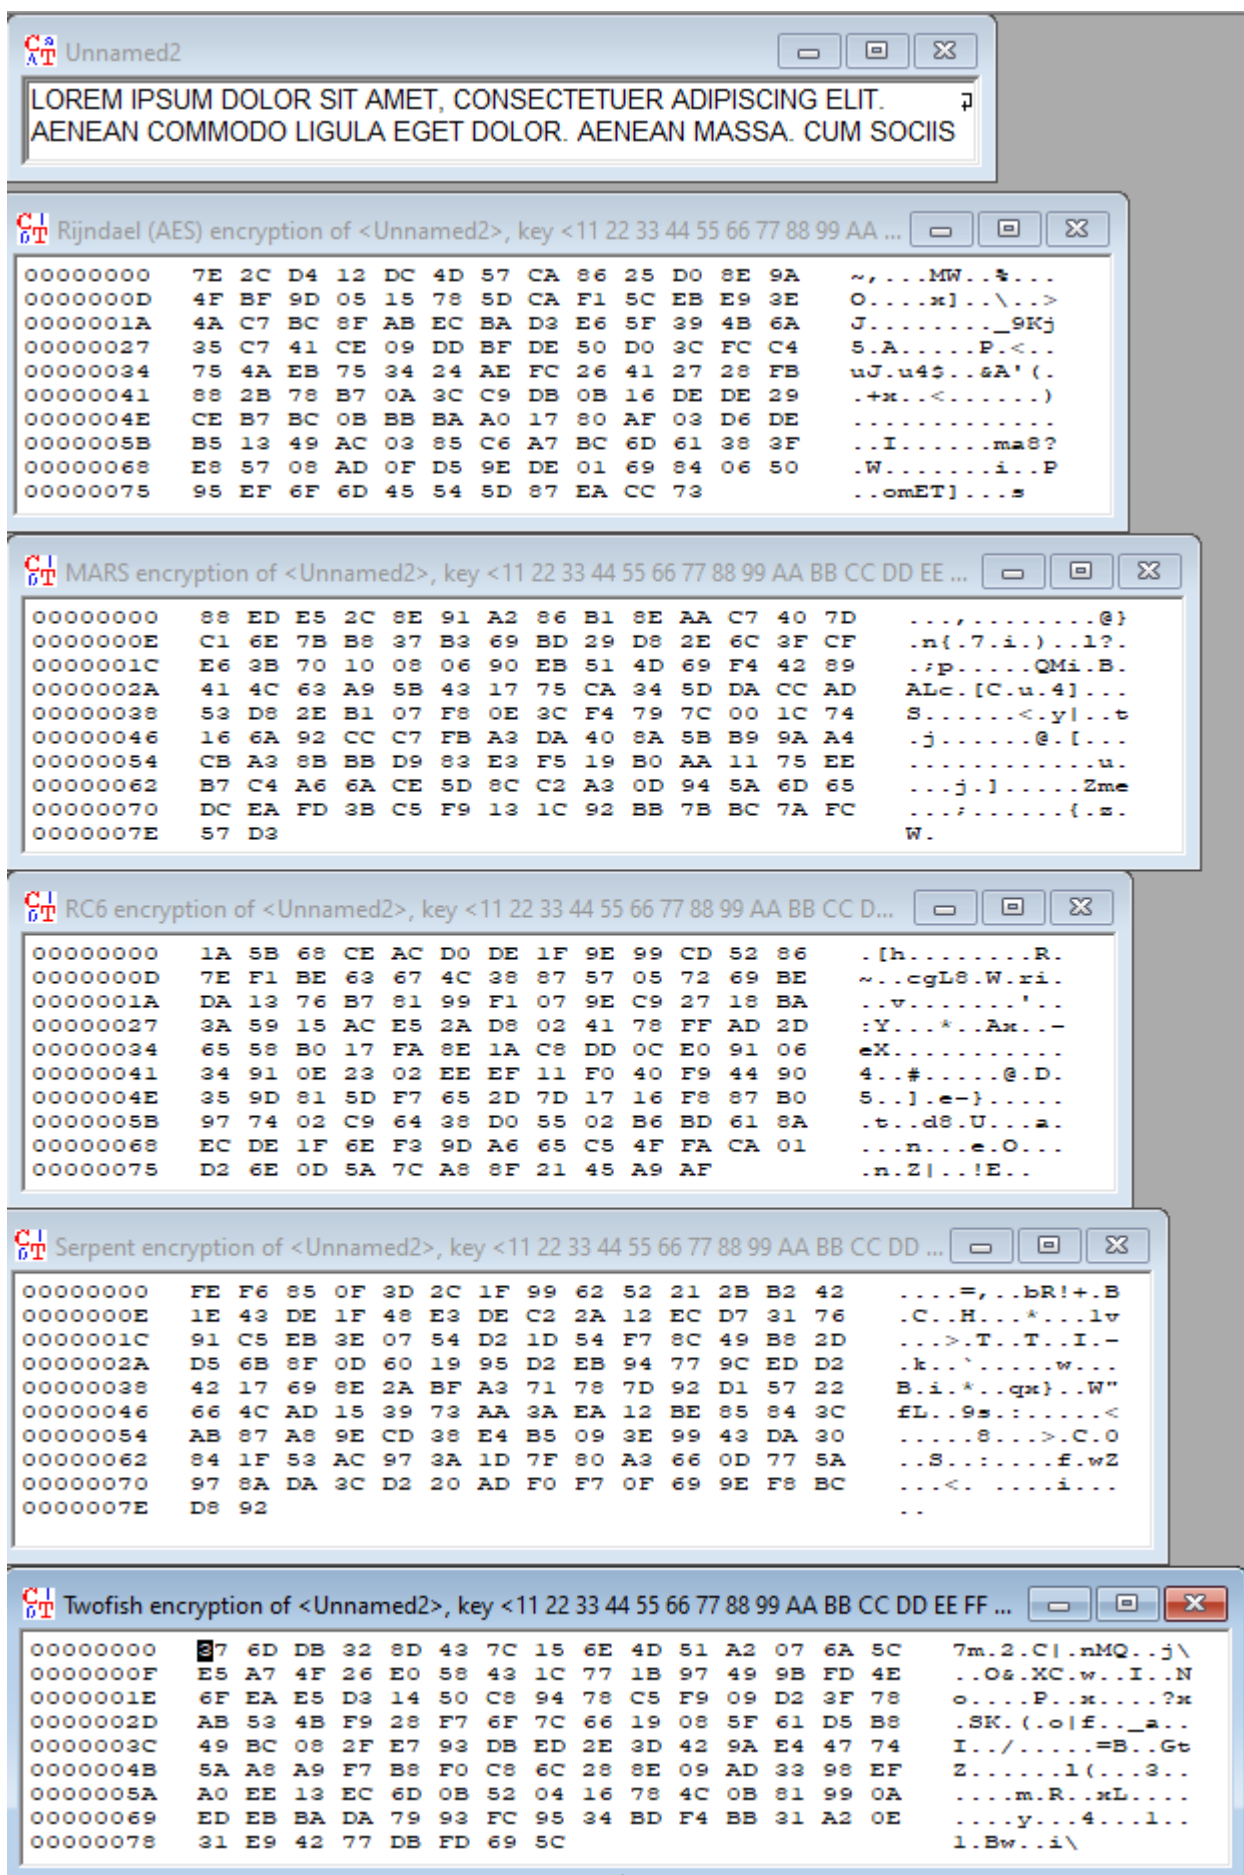 Unnamed2
LOREM IPSUM DOLOR SIT AMET, CONSECTETUER ADIPISCING ELIT.
AENEAN COMMODO LIGULA EGET DOLOR. AENEAN MASSA. CUM SOCIIS
Rijndael (AES) encryption of <Unnamed2>, key <11 22 33 44 55 66 77 88 99 AA ...
00000000 7E 2C D4 12 DC 4D 57 CA 86 25 D0 8E 9A ~,...MW..%...
0000000D 4F BF 9D 05 15 78 5D CA F1 5C EB E9 3E O....x]..\..>
0000001A 4A C7 BC 8F AB EC BA D3 E6 5F 39 4B 6A J........_9Kj
00000027 35 C7 41 CE 09 DD BF DE 50 D0 3C FC C4 5.A.....P.<..
00000034 75 4A EB 75 34 24 AE FC 26 41 27 28 FB uJ.u4$..&A'(.
00000041 88 2B 78 B7 0A 3C C9 DB 0B 16 DE DE 29 .+x..<......)
0000004E CE B7 BC 0B BB BA A0 17 80 AF 03 D6 DE .............
0000005B B5 13 49 AC 03 85 C6 A7 BC 6D 61 38 3F ..I......ma8?
00000068 E8 57 08 AD 0F D5 9E DE 01 69 84 06 50 .W.......i..P
00000075 95 EF 6F 6D 45 54 5D 87 EA CC 73 ..omET]...s
MARS encryption of <Unnamed2>, key <11 22 33 44 55 66 77 88 99 AA BB CC DD EE ...
00000000 88 ED E5 2C 8E 91 A2 86 B1 8E AA C7 40 7D ...,........@}
0000000E C1 6E 7B B8 37 B3 69 BD 29 D8 2E 6C 3F CF .n{.7.i.)..l?.
0000001C E6 3B 70 10 08 06 90 EB 51 4D 69 F4 42 89 .;p.....QMi.B.
0000002A 41 4C 63 A9 5B 43 17 75 CA 34 5D DA CC AD ALc.[C.u.4]...
00000038 53 D8 2E B1 07 F8 0E 3C F4 79 7C 00 1C 74 S......<.y|..t
00000046 16 6A 92 CC C7 FB A3 DA 40 8A 5B B9 9A A4 .j......@.[...
00000054 CB A3 8B BB D9 83 E3 F5 19 B0 AA 11 75 EE ............u.
00000062 B7 C4 A6 6A CE 5D 8C C2 A3 0D 94 5A 6D 65 ...j.].....Zme
00000070 DC EA FD 3B C5 F9 13 1C 92 BB 7B BC 7A FC ...;......{.z.
0000007E 57 D3 W.
RC6 encryption of <Unnamed2>, key <11 22 33 44 55 66 77 88 99 AA BB CC D...
00000000 1A 5B 68 CE AC D0 DE 1F 9E 99 CD 52 86 .[h........R.
0000000D 7E F1 BE 63 67 4C 38 87 57 05 72 69 BE ~..cgL8.W.ri.
0000001A DA 13 76 B7 81 99 F1 07 9E C9 27 18 BA ..v.......'..
00000027 3A 59 15 AC E5 2A D8 02 41 78 FF AD 2D :Y...*..Ax..-
00000034 65 58 B0 17 FA 8E 1A C8 DD 0C E0 91 06 eX...........
00000041 34 91 0E 23 02 EE EF 11 F0 40 F9 44 90 4..#.....@.D.
0000004E 35 9D 81 5D F7 65 2D 7D 17 16 F8 87 B0 5..].e-}.....
0000005B 97 74 02 C9 64 38 D0 55 02 B6 BD 61 8A .t..d8.U...a.
00000068 EC DE 1F 6E F3 9D A6 65 C5 4F FA CA 01 ...n...e.O...
00000075 D2 6E 0D 5A 7C A8 8F 21 45 A9 AF .n.Z|..!E..
Serpent encryption of <Unnamed2>, key <11 22 33 44 55 66 77 88 99 AA BB CC DD ...
00000000 FE F6 85 0F 3D 2C 1F 99 62 52 21 2B B2 42 ....=,..bR!+.B
0000000E 1E 43 DE 1F 48 E3 DE C2 2A 12 EC D7 31 76 .C..H...*...1v
0000001C 91 C5 EB 3E 07 54 D2 1D 54 F7 8C 49 B8 2D ...>.T..T..I.-
0000002A D5 6B 8F 0D 60 19 95 D2 EB 94 77 9C ED D2 .k..`.....w...
00000038 42 17 69 8E 2A BF A3 71 78 7D 92 D1 57 22 B.i.*..qx}..W"
00000046 66 4C AD 15 39 73 AA 3A EA 12 BE 85 84 3C fL..9s.:.....<
00000054 AB 87 A8 9E CD 38 E4 B5 09 3E 99 43 DA 30 .....8...>.C.0
00000062 84 1F 53 AC 97 3A 1D 7F 80 A3 66 0D 77 5A ..S..:....f.wZ
00000070 97 8A DA 3C D2 20 AD F0 F7 0F 69 9E F8 BC ...<. ....i...
0000007E D8 92 ..
Twofish encryption of <Unnamed2>, key <11 22 33 44 55 66 77 88 99 AA BB CC DD EE FF ...
00000000 37 6D DB 32 8D 43 7C 15 6E 4D 51 A2 07 6A 5C 7m.2.C|.nMQ..j\
0000000F E5 A7 4F 26 E0 58 43 1C 77 1B 97 49 9B FD 4E ..O&.XC.w..I..N
0000001E 6F EA E5 D3 14 50 C8 94 78 C5 F9 09 D2 3F 78 o....P..x....?x
0000002D AB 53 4B F9 28 F7 6F 7C 66 19 08 5F 61 D5 B8 .SK.(.o|f.._a..
0000003C 49 BC 08 2F E7 93 DB ED 2E 3D 42 9A E4 47 74 I../.....=B..Gt
0000004B 5A A8 A9 F7 B8 F0 C8 6C 28 8E 09 AD 33 98 EF Z......l(...3..
0000005A A0 EE 13 EC 6D 0B 52 04 16 78 4C 0B 81 99 0A ....m.R..xL....
00000069 ED EB BA DA 79 93 FC 95 34 BD F4 BB 31 A2 0E ....y...4...1..
00000078 31 E9 42 77 DB FD 69 5C 1.Bw..i\